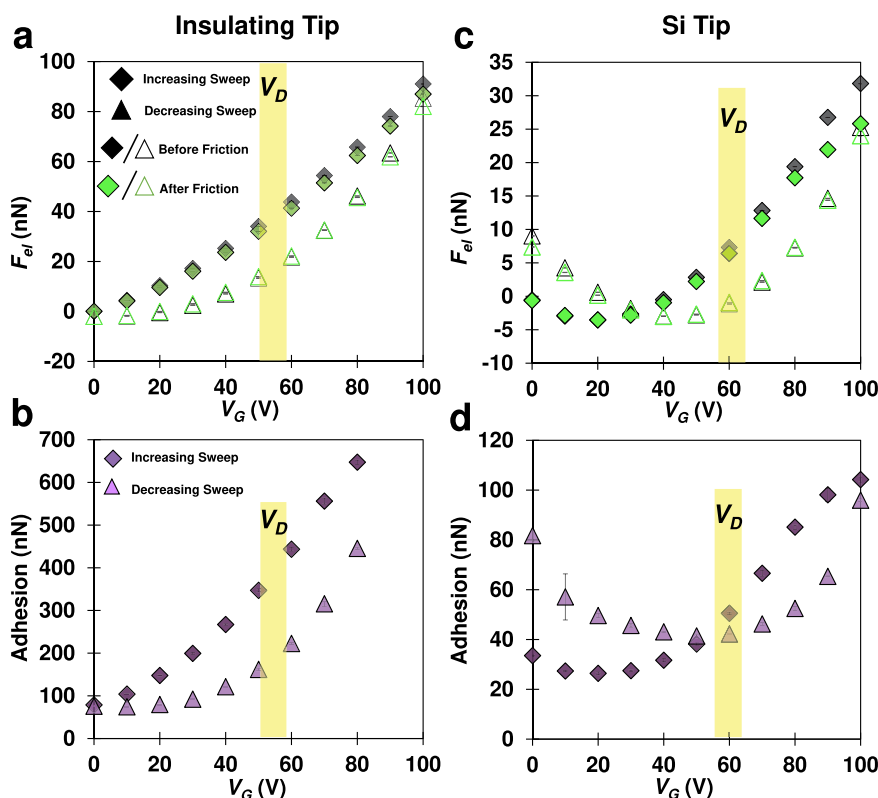 Insulating Tip
a
100
80
60
40
20
0
-20
F_el (nN)
Increasing Sweep
Decreasing Sweep
Before Friction
After Friction
V_D
0 20 40 60 80 100
V_G (V)
b
700
600
500
400
300
200
100
0
Adhesion (nN)
Increasing Sweep
Decreasing Sweep
V_D
0 20 40 60 80 100
V_G (V)
Si Tip
c
35
30
25
20
15
10
5
0
-5
-10
F_el (nN)
V_D
0 20 40 60 80 100
V_G (V)
d
120
100
80
60
40
20
0
Adhesion (nN)
V_D
0 20 40 60 80 100
V_G (V)